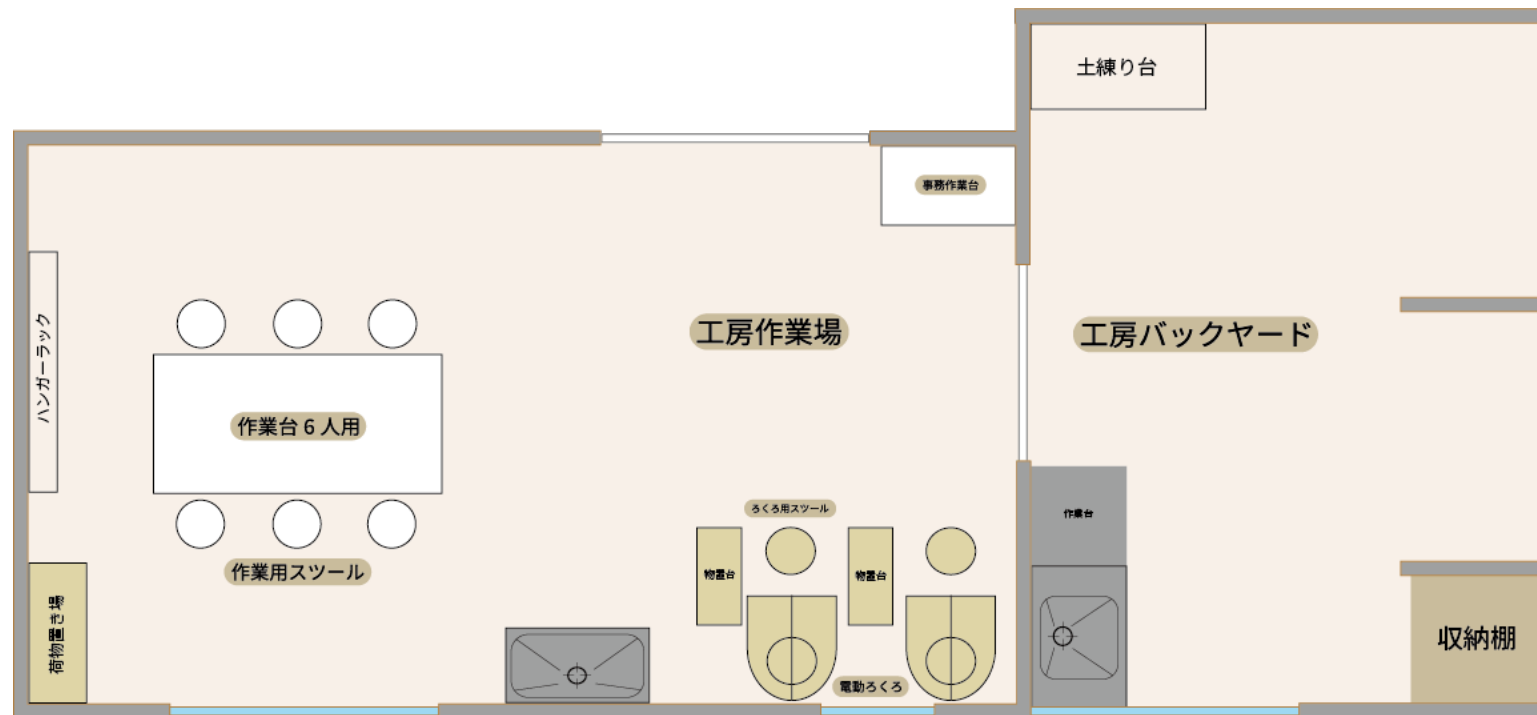 土練り台
事務作業台
ハンガーラック
工房作業場
工房バックヤード
作業台6人用
ろくろ用スツール
作業台
作業用スツール
物置台
物置台
荷物置き場
収納棚
電動ろくろ